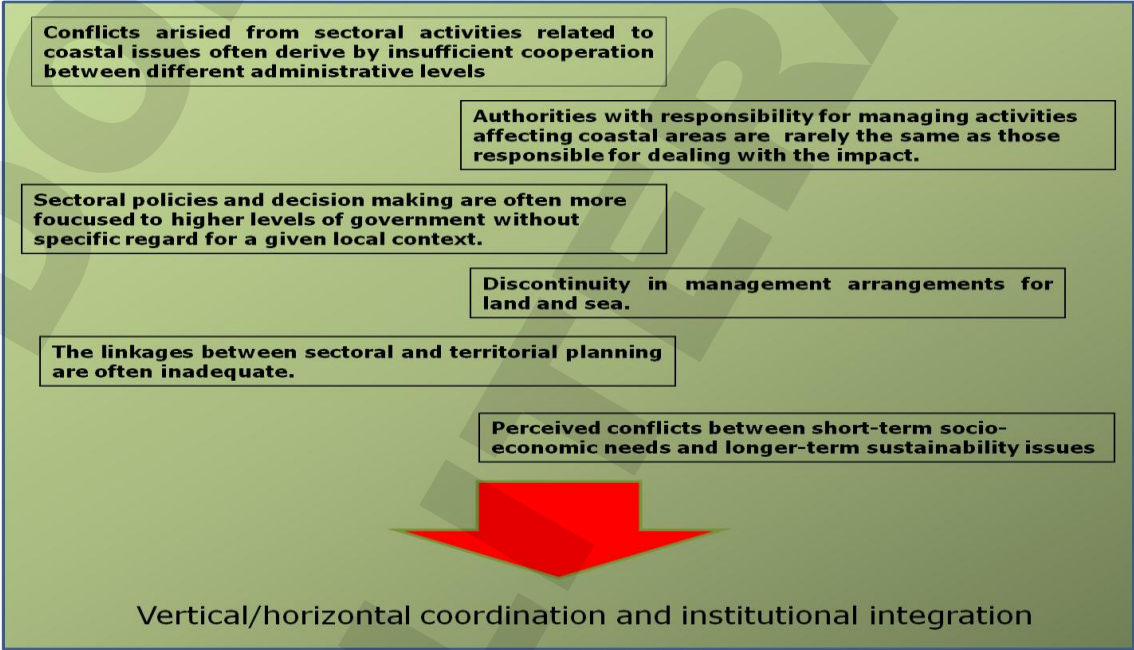 Conflicts arisied from sectoral activities related to
coastal issues often derive by insufficient cooperation
between different administrative levels
Authorities with responsibility for managing activities
affecting coastal areas are rarely the same as those
responsible for dealing with the impact.
Sectoral policies and decision making are often more
foucused to higher levels of government without
specific regard for a given local context.
Discontinuity in management arrangements for
land and sea.
The linkages between sectoral and territorial planning
are often inadequate.
Perceived conflicts between short-term socio-
economic needs and longer-term sustainability issues
Vertical/horizontal coordination and institutional integration